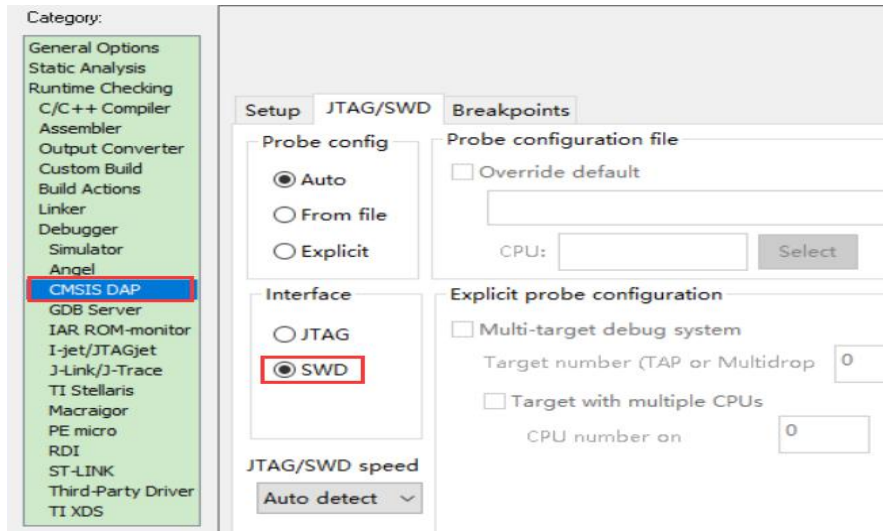 Category:
General Options
Static Analysis
Runtime Checking
C/C++ Compiler
Assembler
Output Converter
Custom Build
Build Actions
Linker
Debugger
Simulator
Angel
CMSIS DAP
GDB Server
IAR ROM-monitor
I-jet/JTAGjet
J-Link/J-Trace
TI Stellaris
Macraigor
PE micro
RDI
ST-LINK
Third-Party Driver
TI XDS
Setup JTAG/SWD Breakpoints
Probe config
Auto
From file
Explicit
Probe configuration file
Override default
CPU: Select
Interface
JTAG
SWD
Explicit probe configuration
Multi-target debug system
Target number (TAP or Multidrop 0
Target with multiple CPUs
CPU number on 0
JTAG/SWD speed
Auto detect